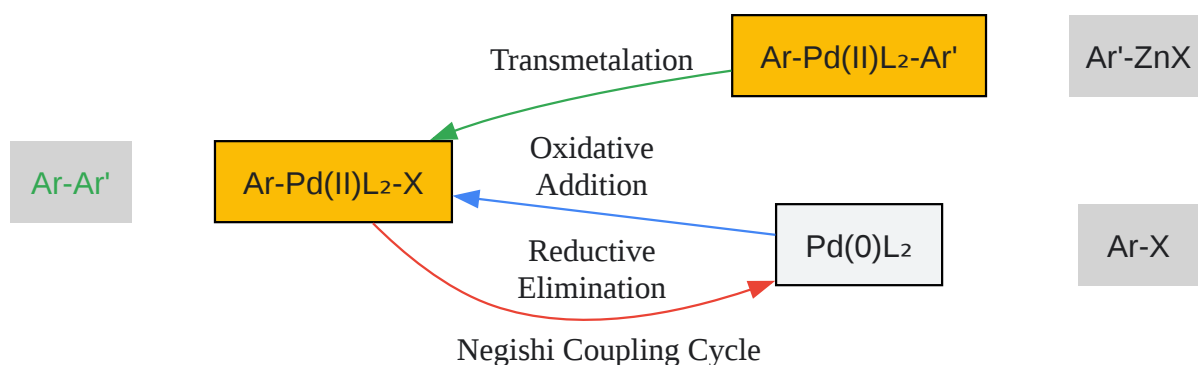 Ar-Pd(II)L₂-Ar'
Ar'-ZnX
Transmetalation
Oxidative
Addition
Ar-Ar'
Ar-Pd(II)L₂-X
Pd(0)L₂
Ar-X
Reductive
Elimination
Negishi Coupling Cycle